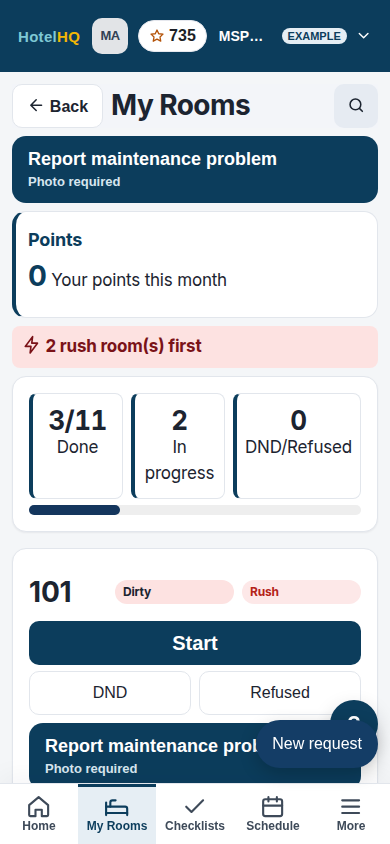 HotelHQ
MA
735
MSP...
EXAMPLE
Back
My Rooms
Report maintenance problem
Photo required
Points
0 Your points this month
2 rush room(s) first
3/11
Done
2
In
progress
0
DND/Refused
101
Dirty
Rush
Start
DND
Refused
Report maintenance
Photo required
New request
Home
My Rooms
Checklists
Schedule
More